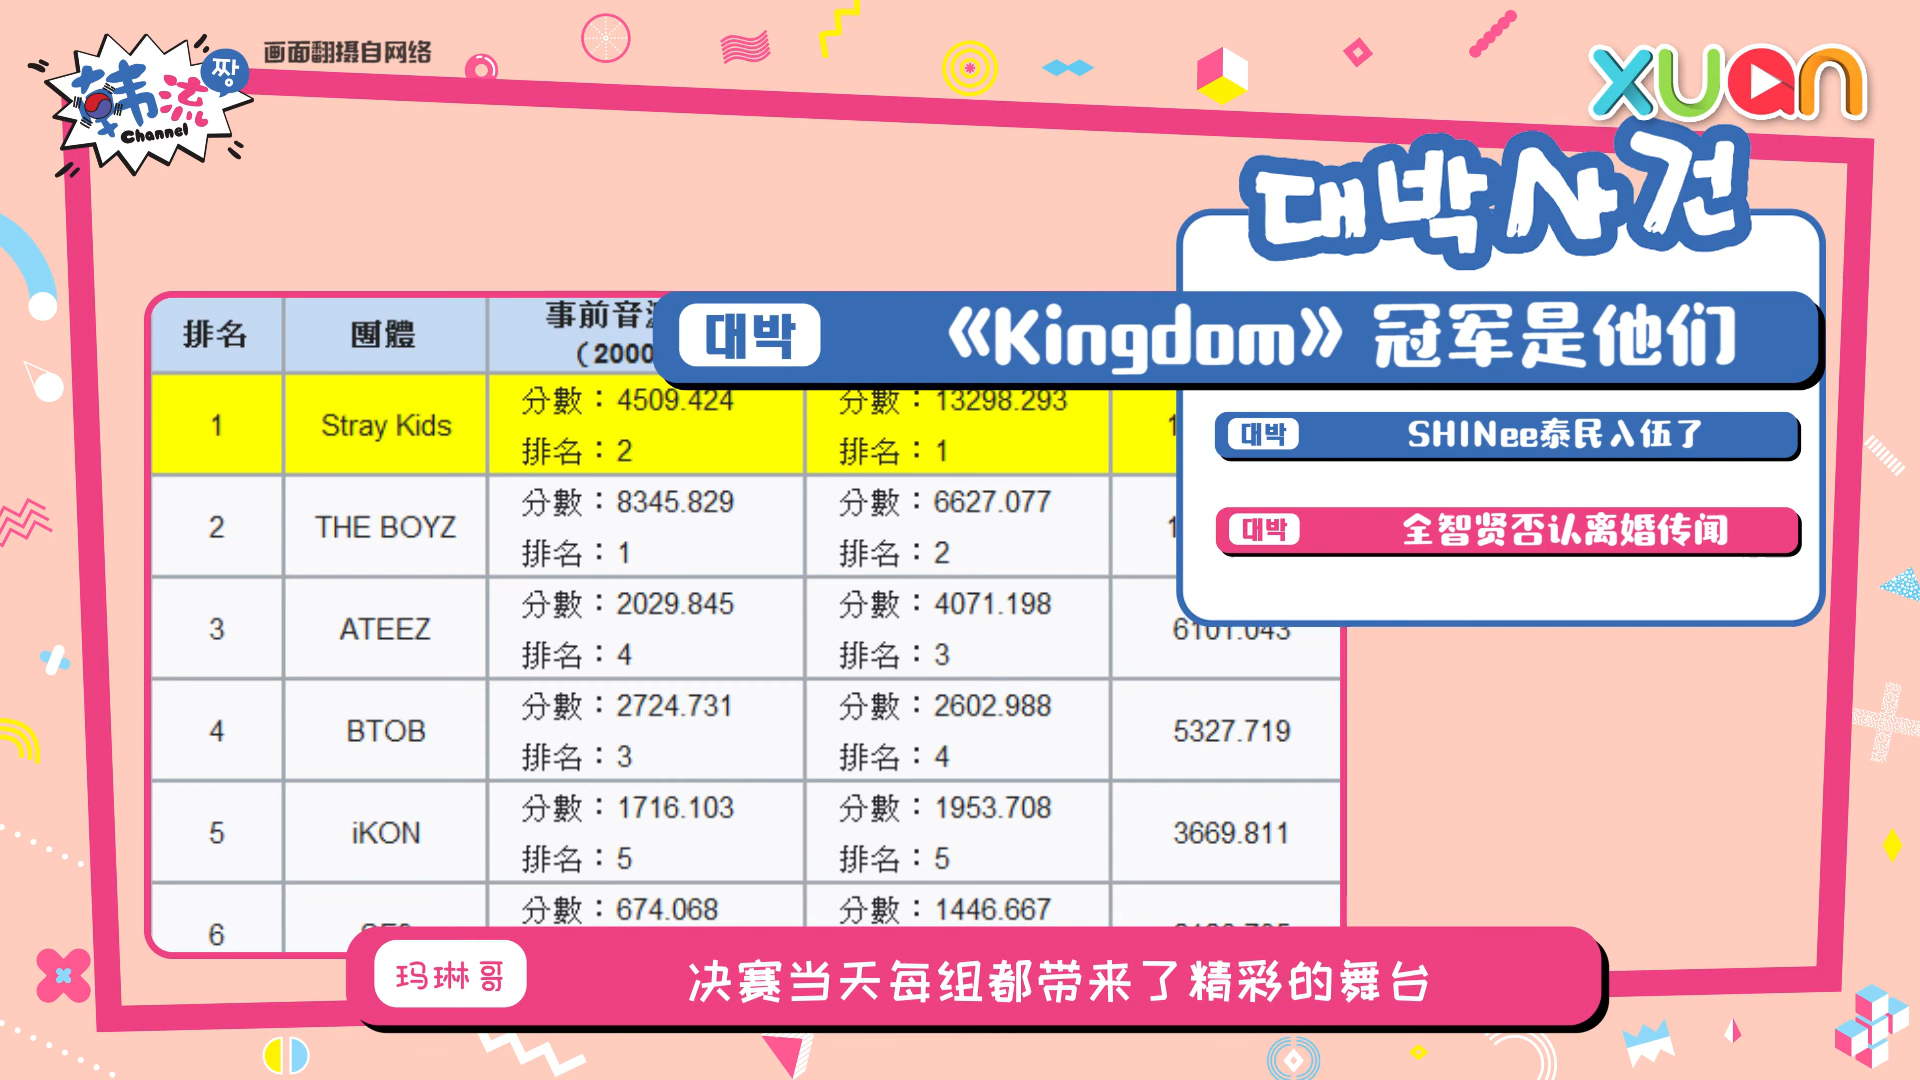 画面翻摄自网络
韩流
짱
Channel
xuan
대박사건
대박 《Kingdom》冠军是他们
대박 SHINee泰民入伍了
대박 全智贤否认离婚传闻
排名 團體 事前音
(2000
1 Stray Kids 分數：4509.424 分數：13298.293
排名：2 排名：1
2 THE BOYZ 分數：8345.829 分數：6627.077
排名：1 排名：2
3 ATEEZ 分數：2029.845 分數：4071.198 6101.043
排名：4 排名：3
4 BTOB 分數：2724.731 分數：2602.988 5327.719
排名：3 排名：4
5 iKON 分數：1716.103 分數：1953.708 3669.811
排名：5 排名：5
6 分數：674.068 分數：1446.667
玛琳哥 决赛当天每组都带来了精彩的舞台